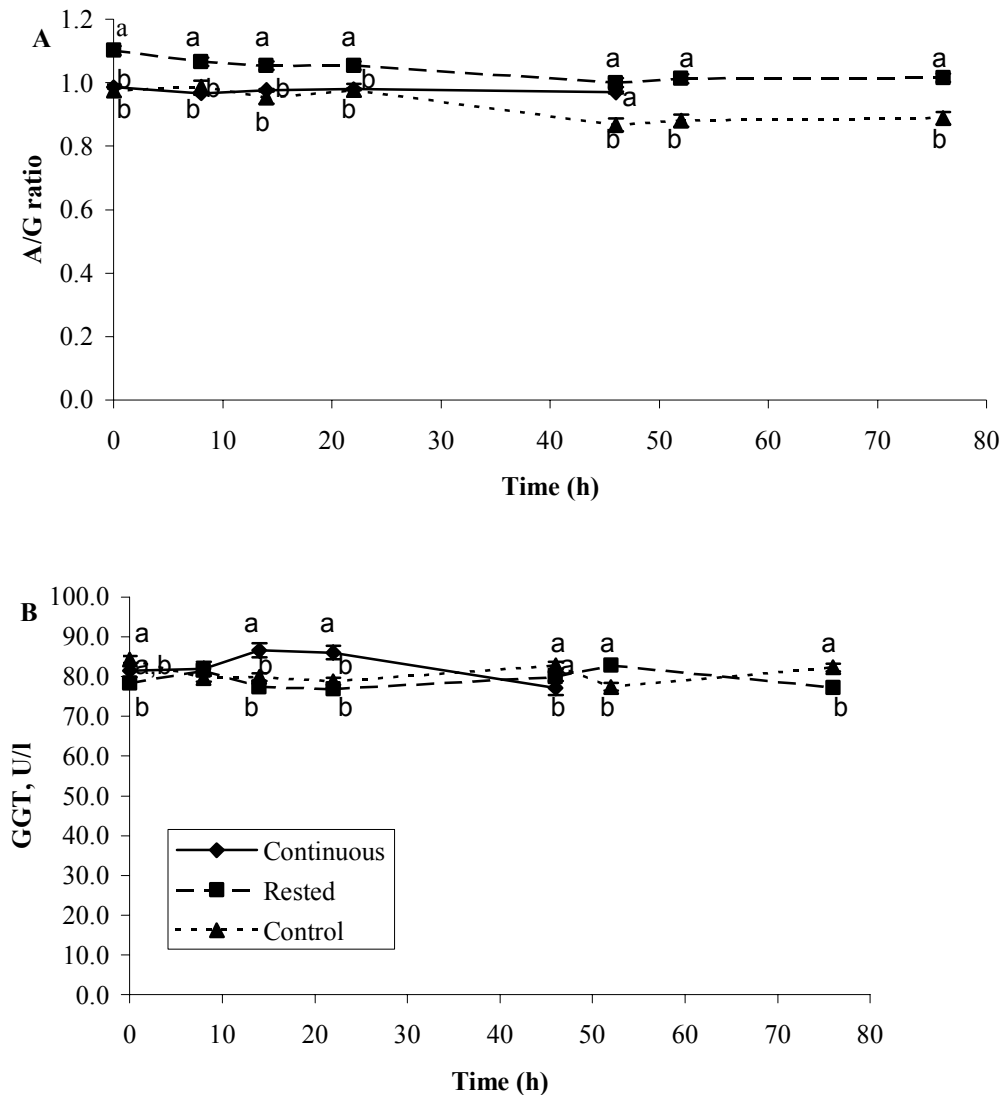 A
1.2
a
a
a
a
a
a
a
1.0
b
b
b
b
a
b
b
b
b
b
b
b
0.8
A/G ratio
0.6
0.4
0.2
0.0
0 10 20 30 40 50 60 70 80
Time (h)
B
100.0
90.0
a
a
a
a
a
a
80.0
a,b
b
b
a
70.0
b
b
b
b
b
b
GGT, U/l
60.0
50.0
40.0
30.0
20.0
10.0
0.0
Continuous
Rested
Control
0 10 20 30 40 50 60 70 80
Time (h)